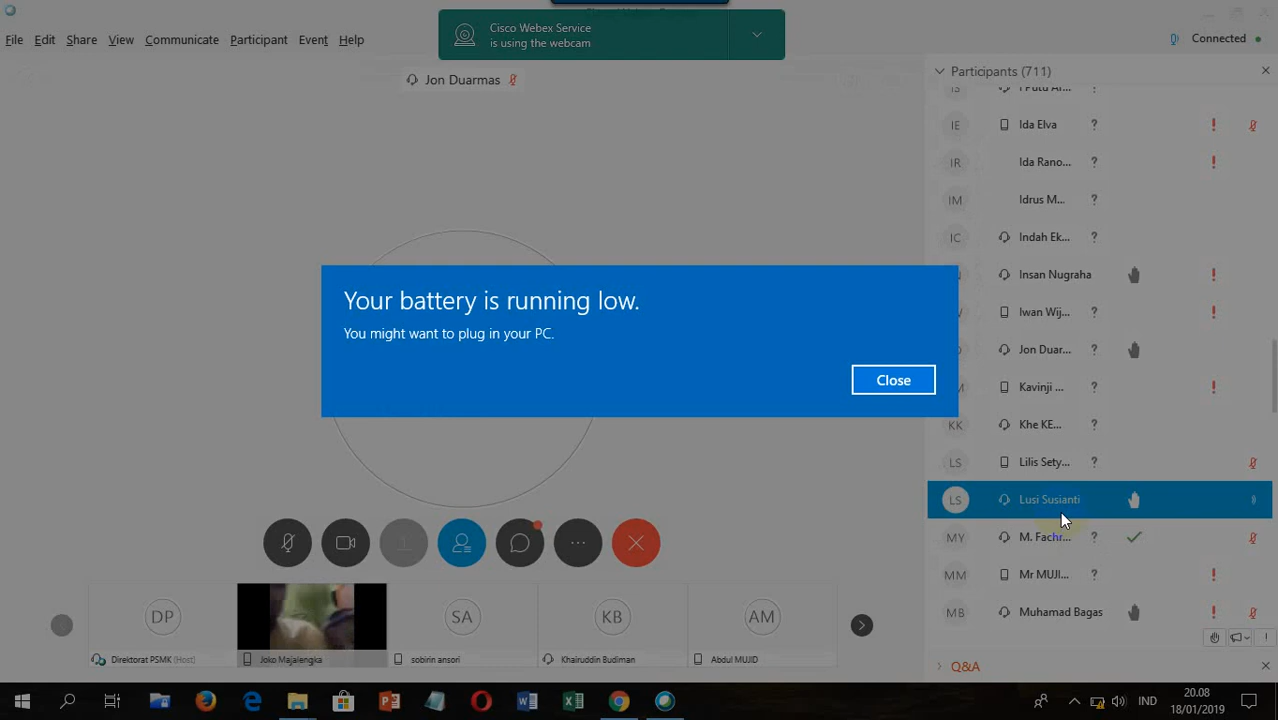 Cisco Webex Service
is using the webcam
File Edit Share View Communicate Participant Event Help
Connected
Jon Duarmas
Participants (711)
IS I Putu Ar...
IE Ida Elva ?
IR Ida Rano... ?
IM Idrus M... ?
IC Indah Ek... ?
Insan Nugraha
Iwan Wij... ?
Jon Duar... ?
Kavinji ... ?
KK Khe KE... ?
LS Lilis Sety... ?
LS Lusi Susianti
MY M. Fachr... ?
MM Mr MUJI... ?
MB Muhamad Bagas
Your battery is running low.
You might want to plug in your PC.
Close
DP
SA
KB
AM
Direktorat PSMK (Host)
Joko Majalengka
sobirin ansori
Khairuddin Budiman
Abdul MUJID
Q&A
IND
20.08
18/01/2019